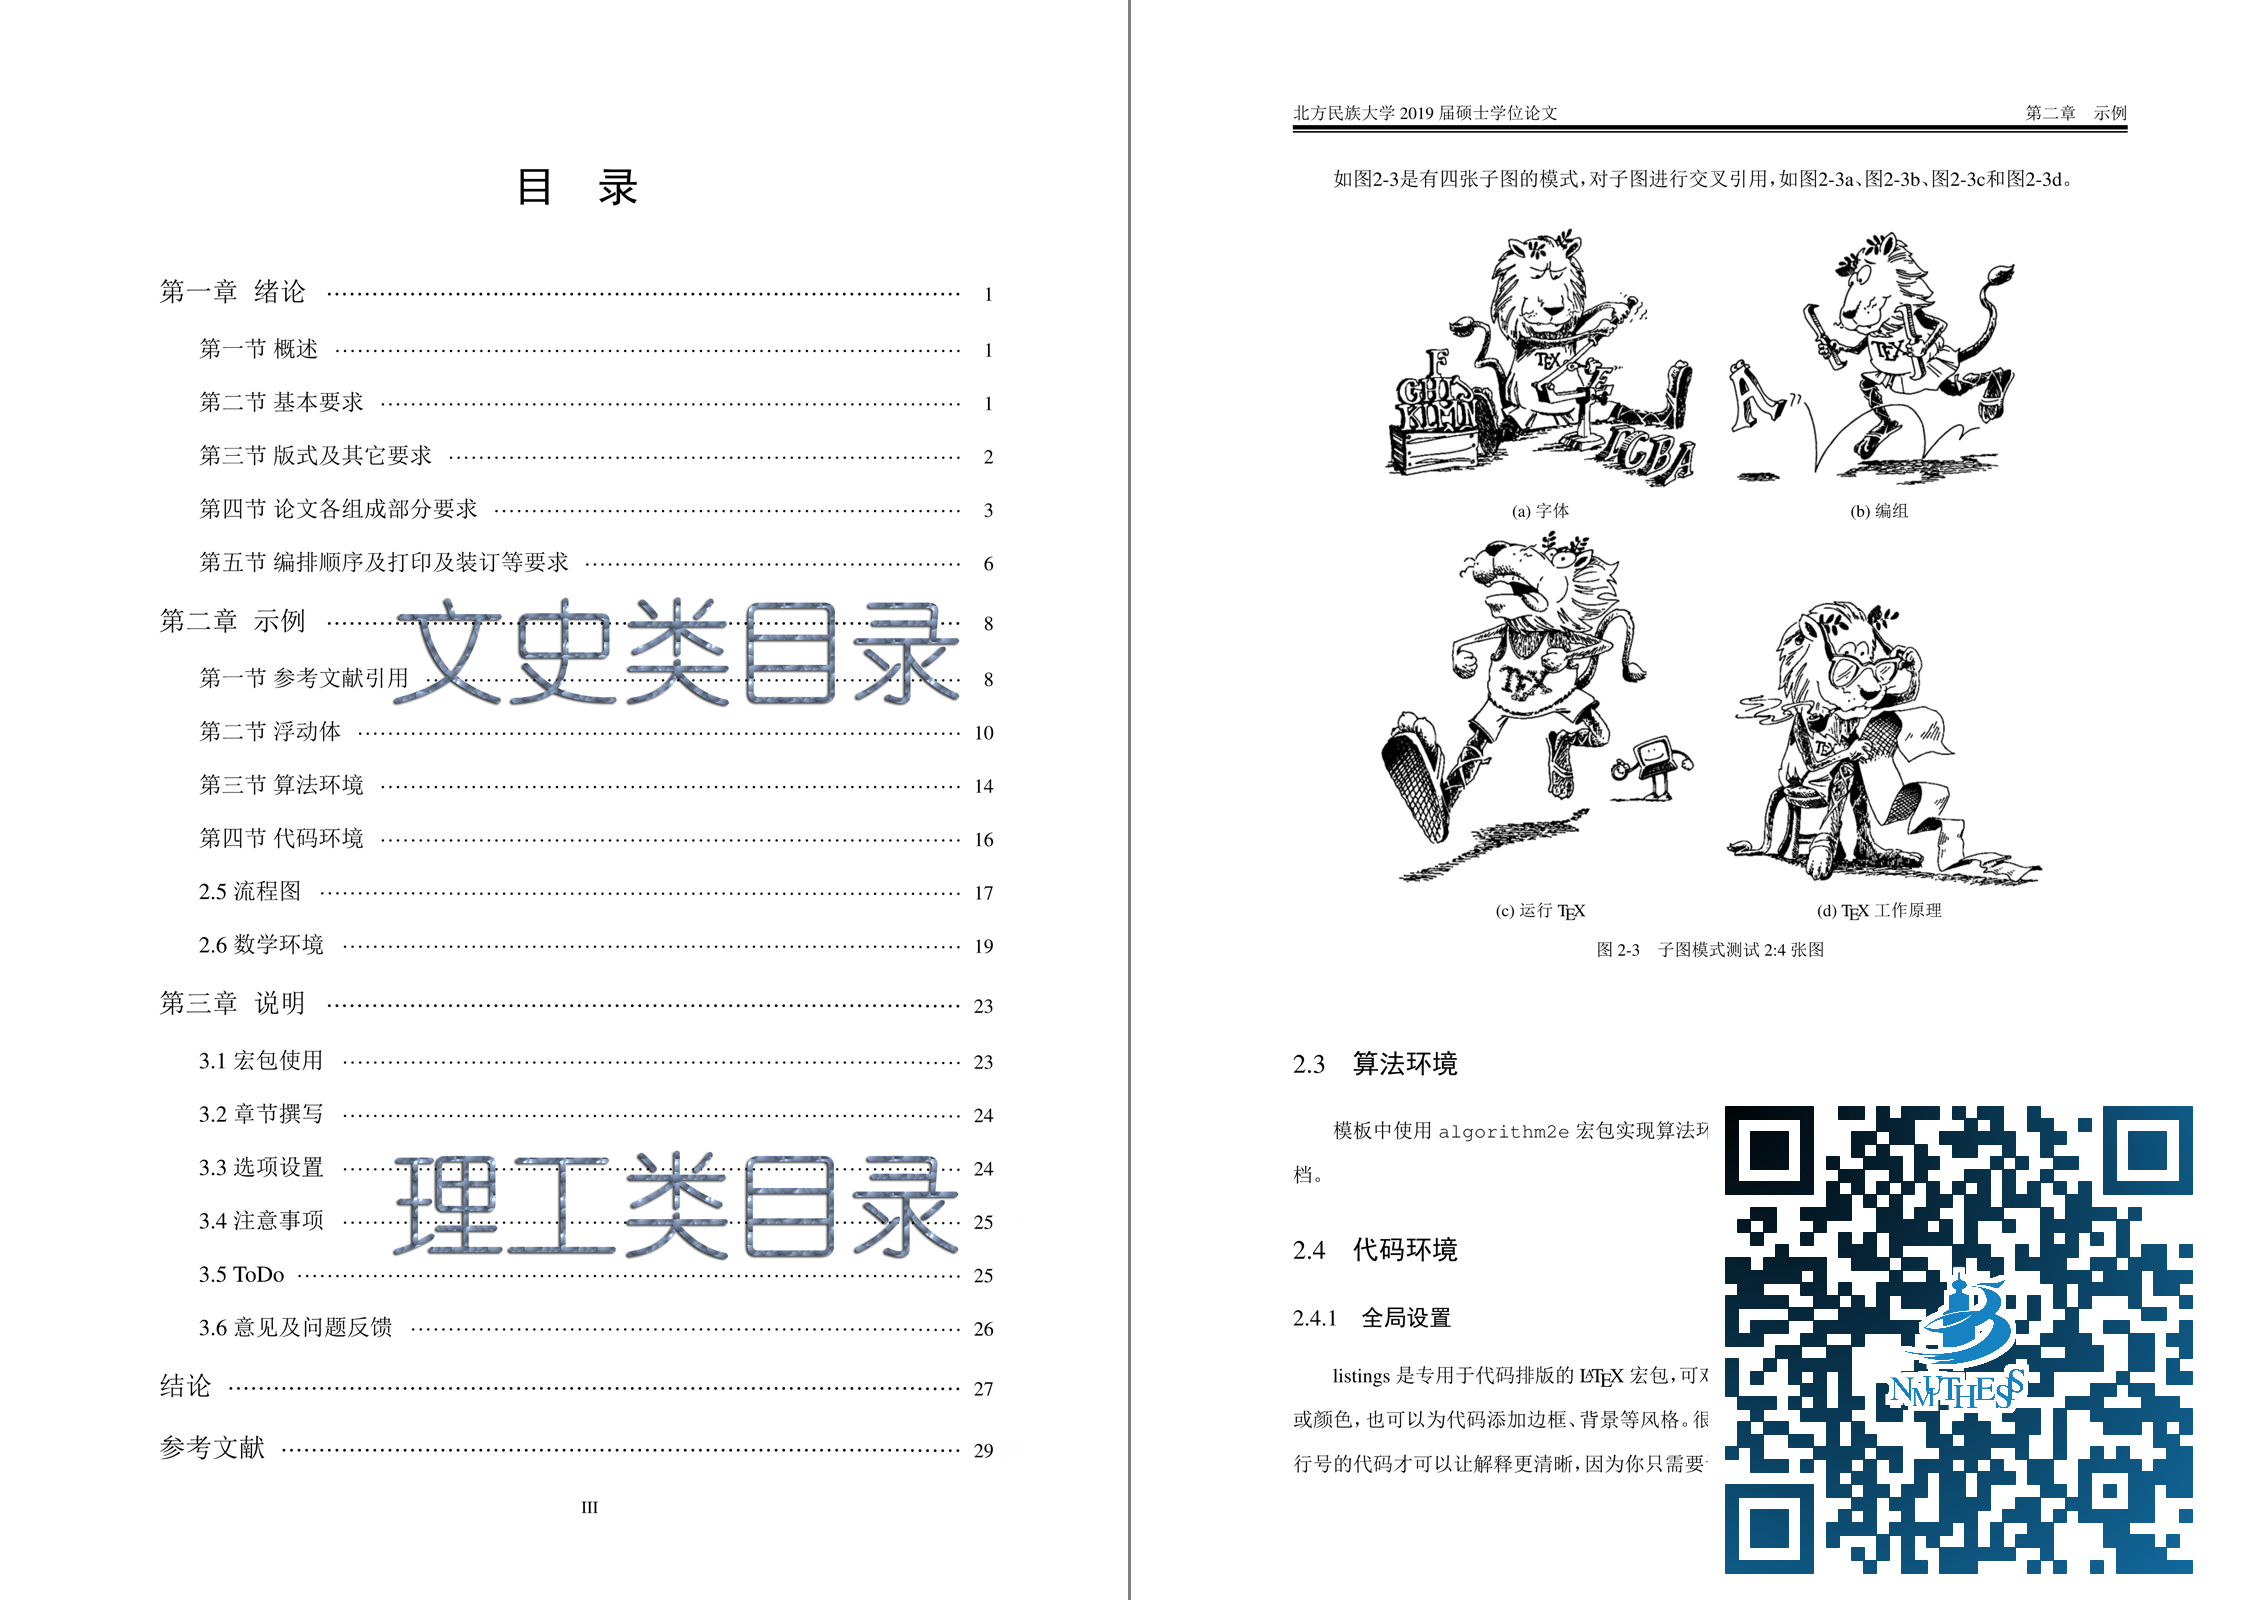 目 录
第一章 绪论 1
第一节 概述 1
第二节 基本要求 1
第三节 版式及其它要求 2
第四节 论文各组成部分要求 3
第五节 编排顺序及打印及装订等要求 6
第二章 示例 8
文史类目录
第一节 参考文献引用 8
第二节 浮动体 10
第三节 算法环境 14
第四节 代码环境 16
2.5 流程图 17
2.6 数学环境 19
第三章 说明 23
3.1 宏包使用 23
3.2 章节撰写 24
3.3 选项设置 24
理工类目录
3.4 注意事项 25
3.5 ToDo 25
3.6 意见及问题反馈 26
结论 27
参考文献 29
III
北方民族大学 2019 届硕士学位论文 第二章 示例
如图2-3是有四张子图的模式,对子图进行交叉引用,如图2-3a、图2-3b、图2-3c和图2-3d。
TEX
F
GHIJ
KLMN
E
DCBA
TEX
A
(a) 字体 (b) 编组
TEX
TEX
(c) 运行 TEX (d) TEX 工作原理
图 2-3 子图模式测试 2:4 张图
2.3 算法环境
模板中使用 algorithm2e 宏包实现算法环
档。
2.4 代码环境
2.4.1 全局设置
listings 是专用于代码排版的 LATEX 宏包,可对
或颜色,也可以为代码添加边框、背景等风格。很
行号的代码才可以让解释更清晰,因为你只需要
NMUTHESIS